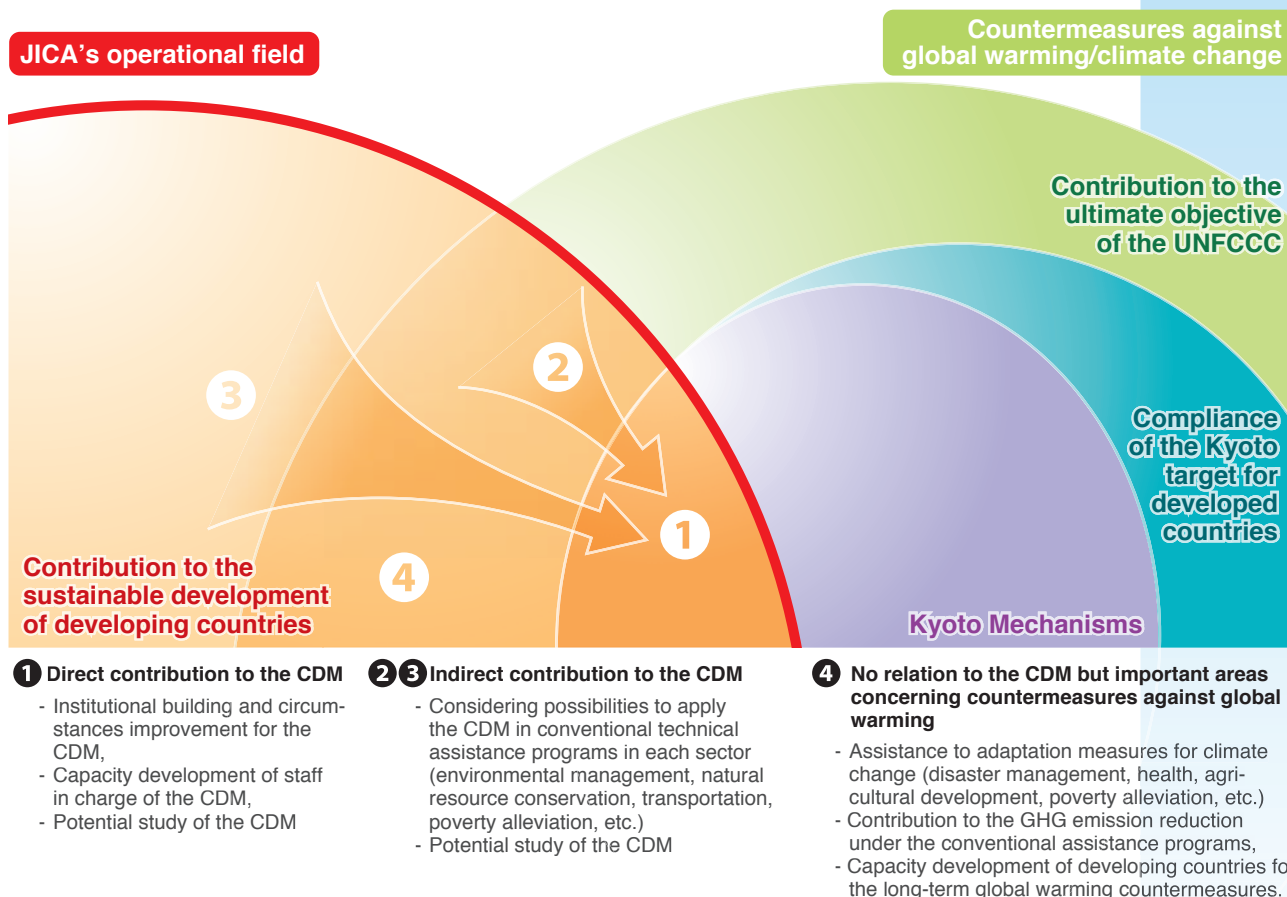 JICA's operational field
Countermeasures against
global warming/climate change
Contribution to the
ultimate objective
of the UNFCCC
Compliance
of the Kyoto
target for
developed
countries
Kyoto Mechanisms
3
2
1
4
Contribution to the
sustainable development
of developing countries
1 Direct contribution to the CDM
- Institutional building and circum-
stances improvement for the
CDM,
- Capacity development of staff
in charge of the CDM,
- Potential study of the CDM
2 3 Indirect contribution to the CDM
- Considering possibilities to apply
the CDM in conventional technical
assistance programs in each sector
(environmental management, natural
resource conservation, transportation,
poverty alleviation, etc.)
- Potential study of the CDM
4 No relation to the CDM but important areas
concerning countermeasures against global
warming
- Assistance to adaptation measures for climate
change (disaster management, health, agri-
cultural development, poverty alleviation, etc.)
- Contribution to the GHG emission reduction
under the conventional assistance programs,
- Capacity development of developing countries fo
the long-term global warming countermeasures.